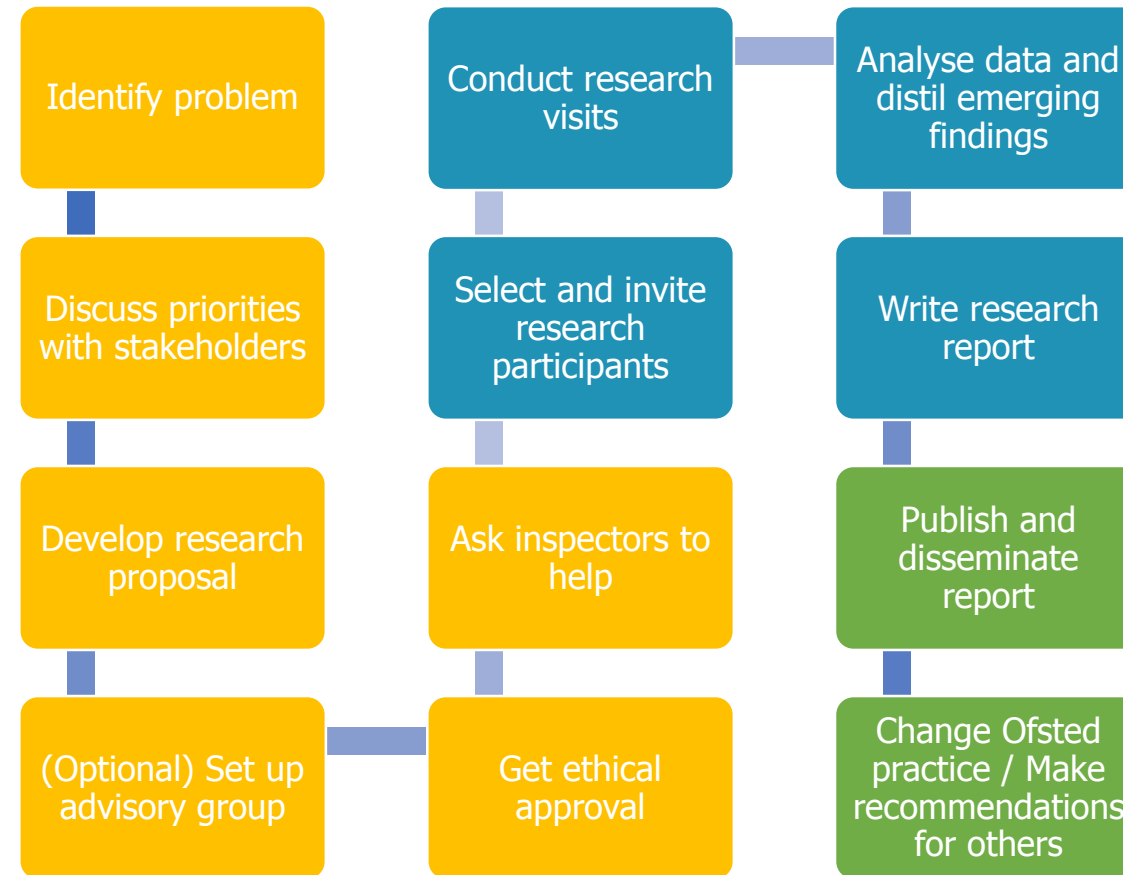 Identify problem
Discuss priorities
with stakeholders
Develop research
proposal
(Optional) Set up
advisory group
Get ethical
approval
Ask inspectors to
help
Select and invite
research
participants
Conduct research
visits
Analyse data and
distil emerging
findings
Write research
report
Publish and
disseminate
report
Change Ofsted
practice / Make
recommendations
for others